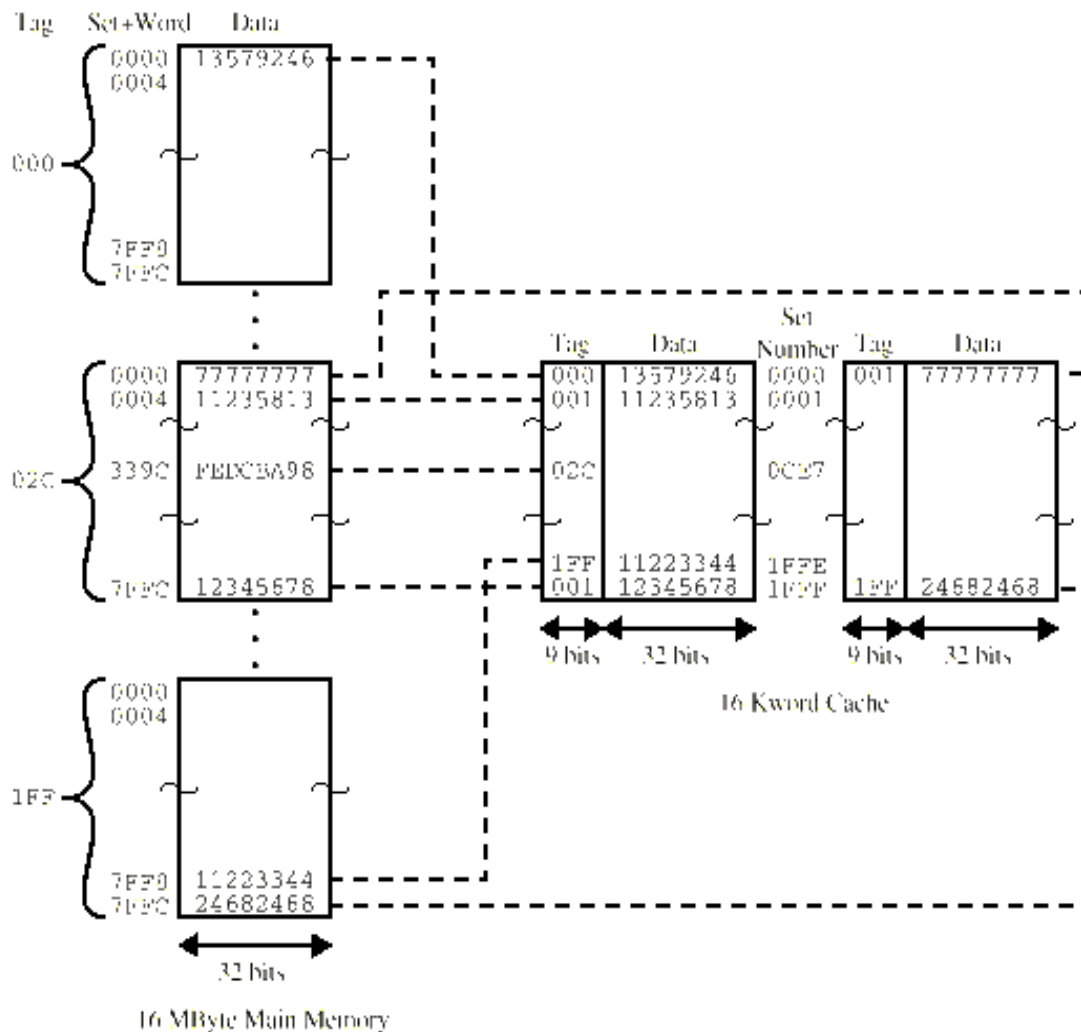 Tag Set+Word Data
0000 13579246
0004
000
7FF8
7FFC
0000 77777777
0004 11235813
02C 339C FEDCBA98
7FFC 12345678
Set
Tag Data Number Tag Data
000 13579246 0000 001 77777777
001 11235813 0001
02C 0CE7
1FF 11223344 1FFE
001 12345678 1FFF 1FF 24682468
9 bits 32 bits 9 bits 32 bits
16 Kword Cache
0000
0004
1FF
7FF8 11223344
7FFC 24682468
32 bits
16 MByte Main Memory